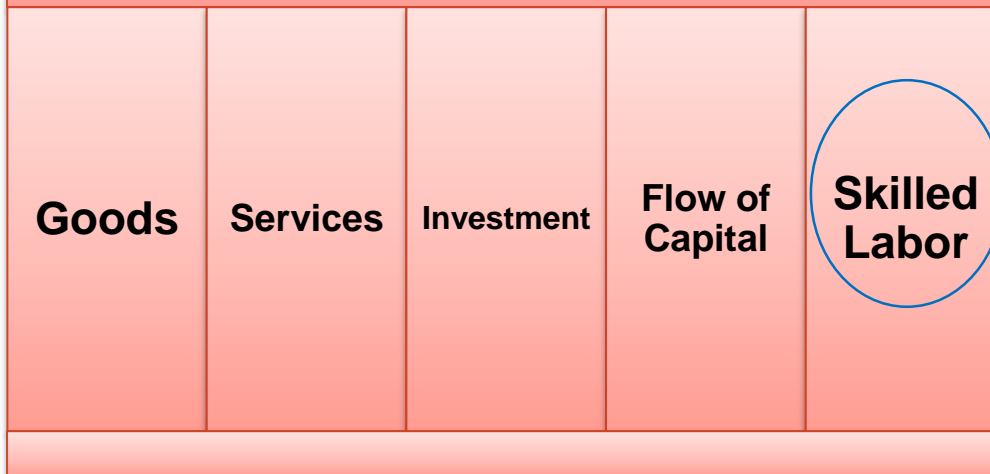 Goods
Services
Investment
Flow of
Capital
Skilled
Labor